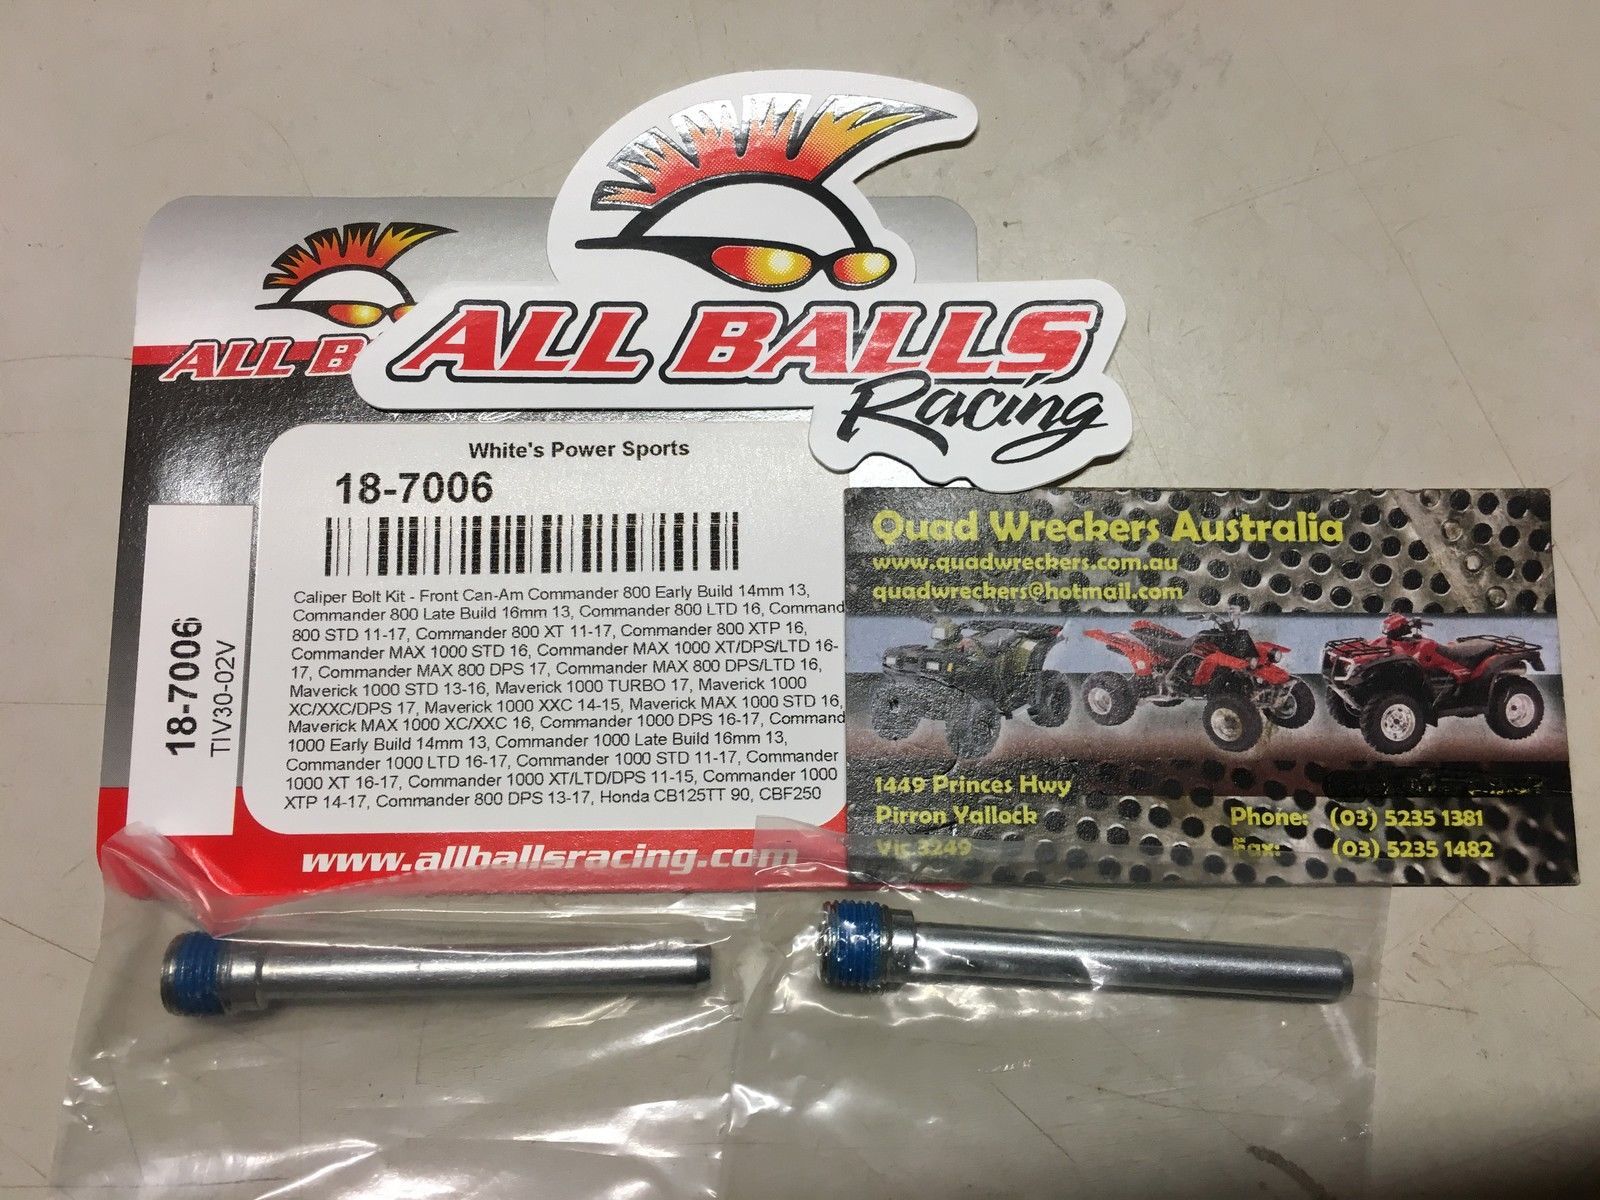 ALL B
ALL BALLS
Racing
White's Power Sports
18-7006
Caliper Bolt Kit - Front Can-Am Commander 800 Early Build 14mm 13,
Commander 800 Late Build 16mm 13, Commander 800 LTD 16, Command
800 STD 11-17, Commander 800 XT 11-17, Commander 800 XTP 16,
Commander MAX 1000 STD 16, Commander MAX 1000 XT/DPS/LTD 16-
17, Commander MAX 800 DPS 17, Commander MAX 800 DPS/LTD 16,
Maverick 1000 STD 13-16, Maverick 1000 TURBO 17, Maverick 1000
XC/XXC/DPS 17, Maverick 1000 XXC 14-15, Maverick MAX 1000 STD 16,
Maverick MAX 1000 XC/XXC 16, Commander 1000 DPS 16-17, Command
1000 Early Build 14mm 13, Commander 1000 Late Build 16mm 13,
Commander 1000 LTD 16-17, Commander 1000 STD 11-17, Commander
1000 XT 16-17, Commander 1000 XT/LTD/DPS 11-15, Commander 1000
XTP 14-17, Commander 800 DPS 13-17, Honda CB125TT 90, CBF250
18-7006
TIV30-02V
www.allballsracing.com
Quad Wreckers Australia
www.quadwreckers.com.au
quadwreckers@hotmail.com
1449 Princes Hwy
Pirron Yallock
Vic 3249
Phone: (03) 5235 1381
Fax: (03) 5235 1482